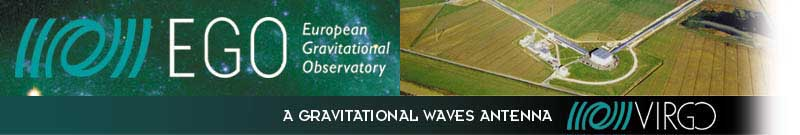 EGO
European
Gravitational
Observatory
A GRAVITATIONAL WAVES ANTENNA
VIRGO